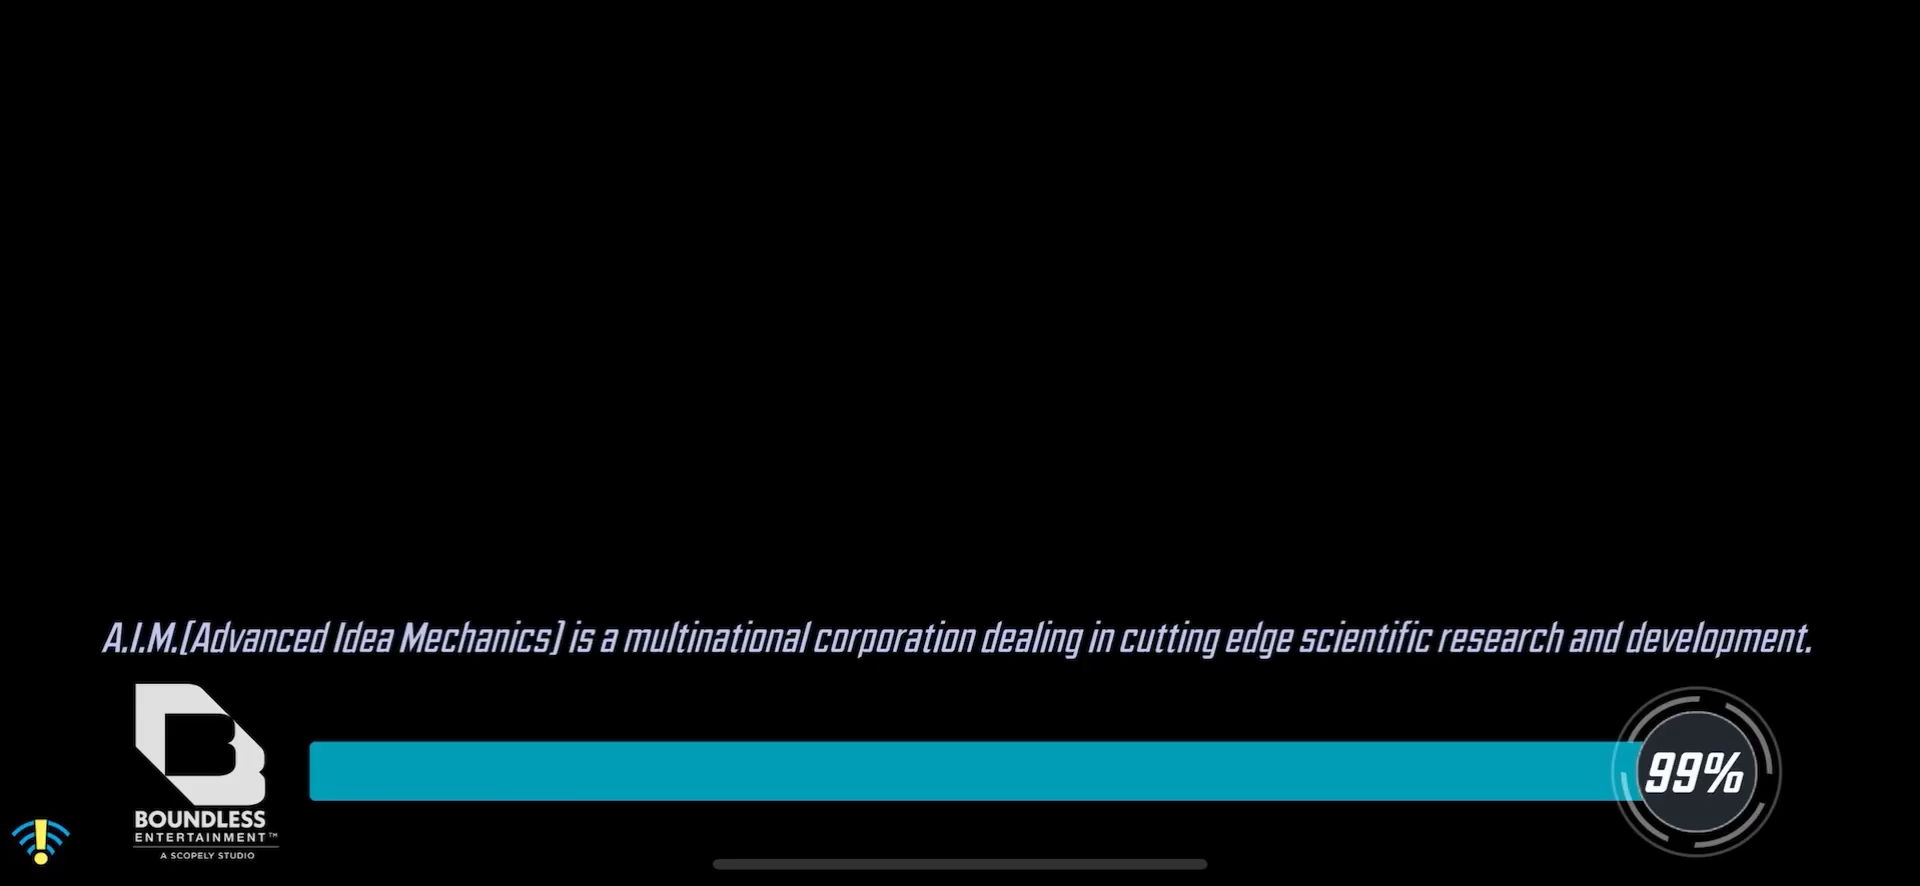 A.I.M.[Advanced Idea Mechanics] is a multinational corporation dealing in cutting edge scientific research and development.
99%
BOUNDLESS
ENTERTAINMENT™
A SCOPELY STUDIO